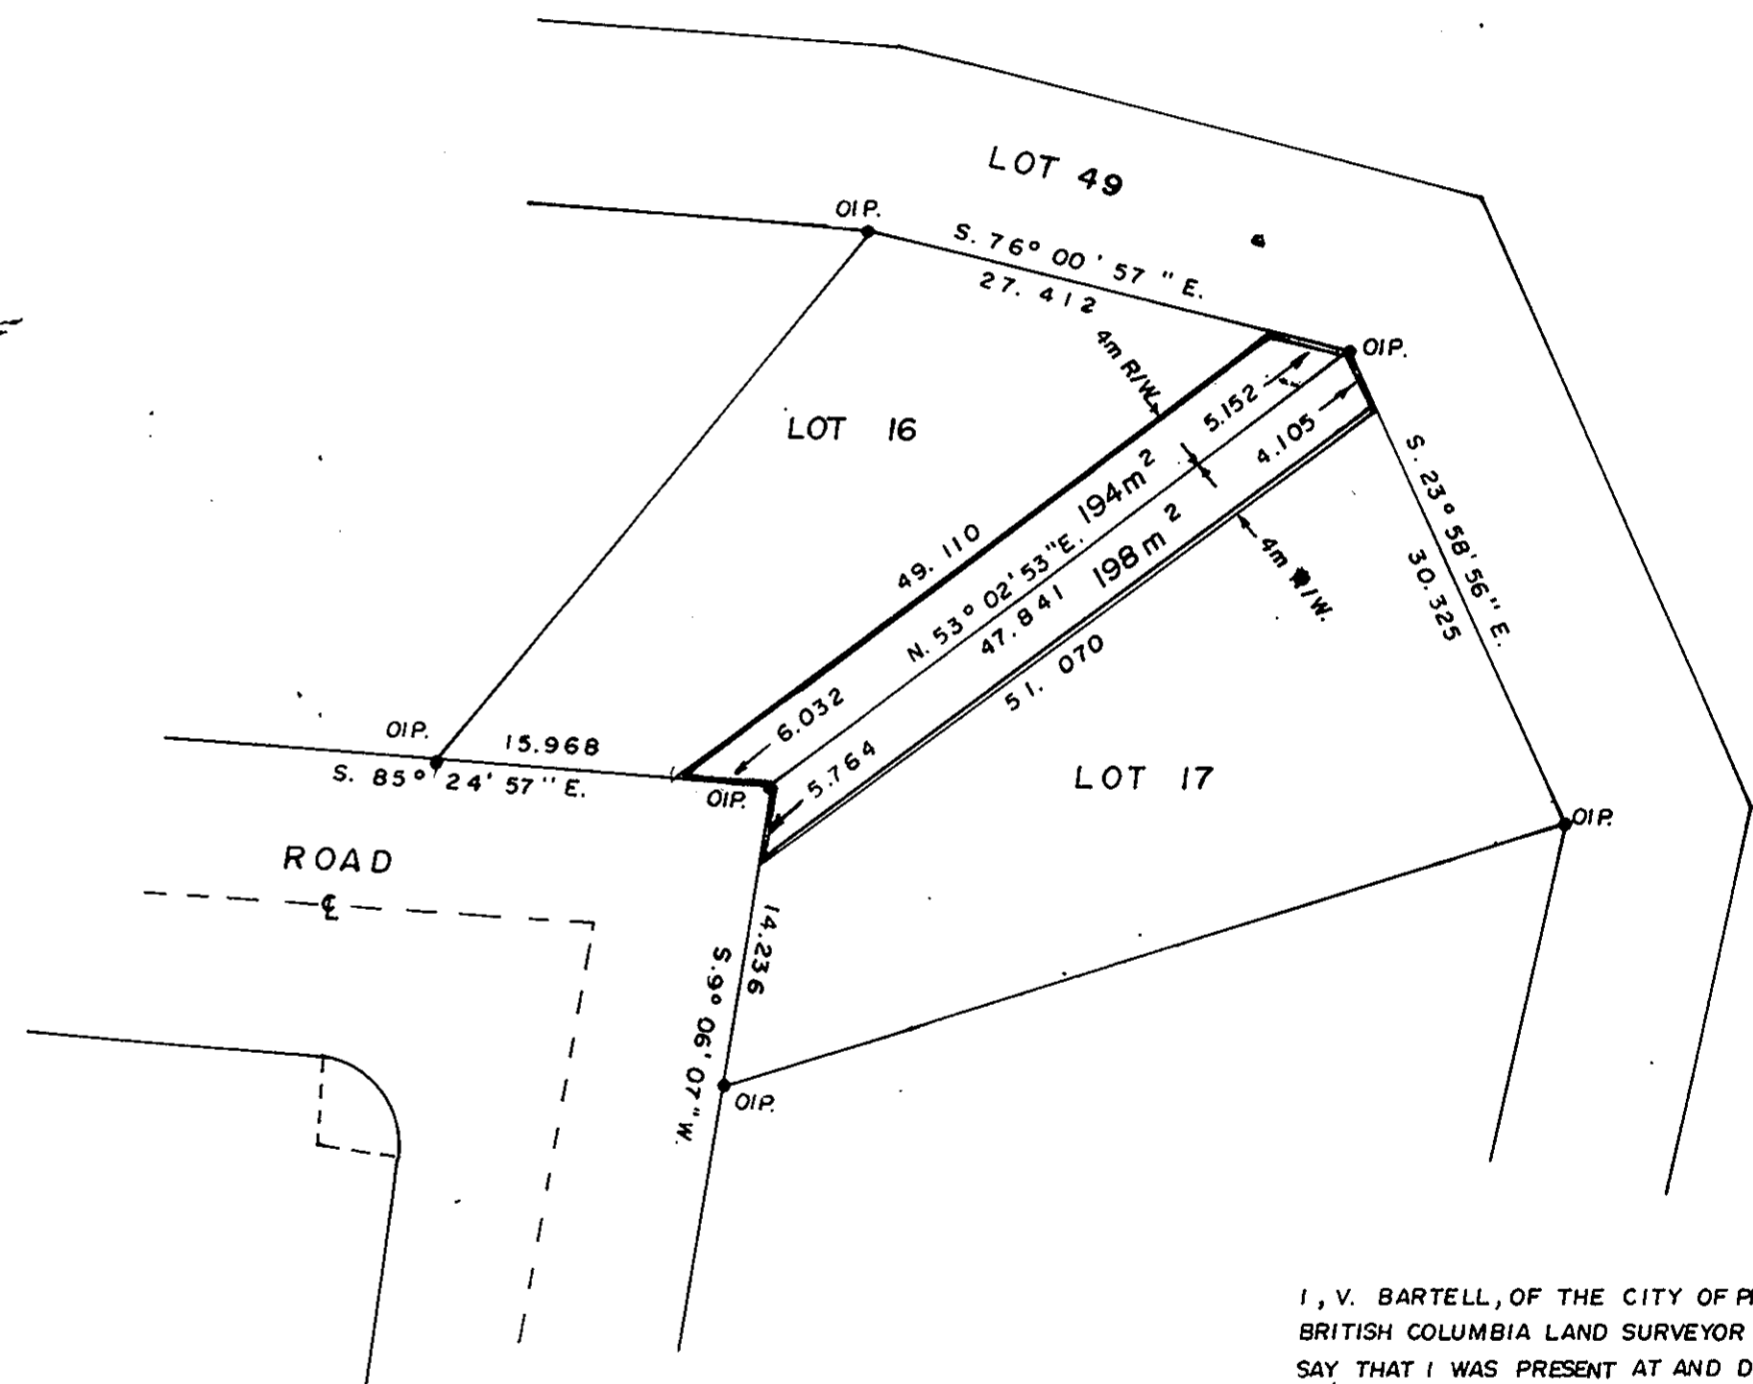 LOT 49
OIP.
S. 76° 00' 57" E.
27. 412
OIP.
4m R/W.
5.152
LOT 16
4.105
194m²
S. 23° 58' 56" E.
30.325
49. 110
N. 53° 02' 53" E.
198 m²
4m R/W.
47. 841
51. 070
6.032
OIP.
15.968
5.764
LOT 17
S. 85° 24' 57" E.
OIP.
OIP.
ROAD
℄
14.236
S. 9° 06' 07" W.
OIP.
I, V. BARTELL, OF THE CITY OF
BRITISH COLUMBIA LAND SURVEYOR
SAY THAT I WAS PRESENT AT AND D